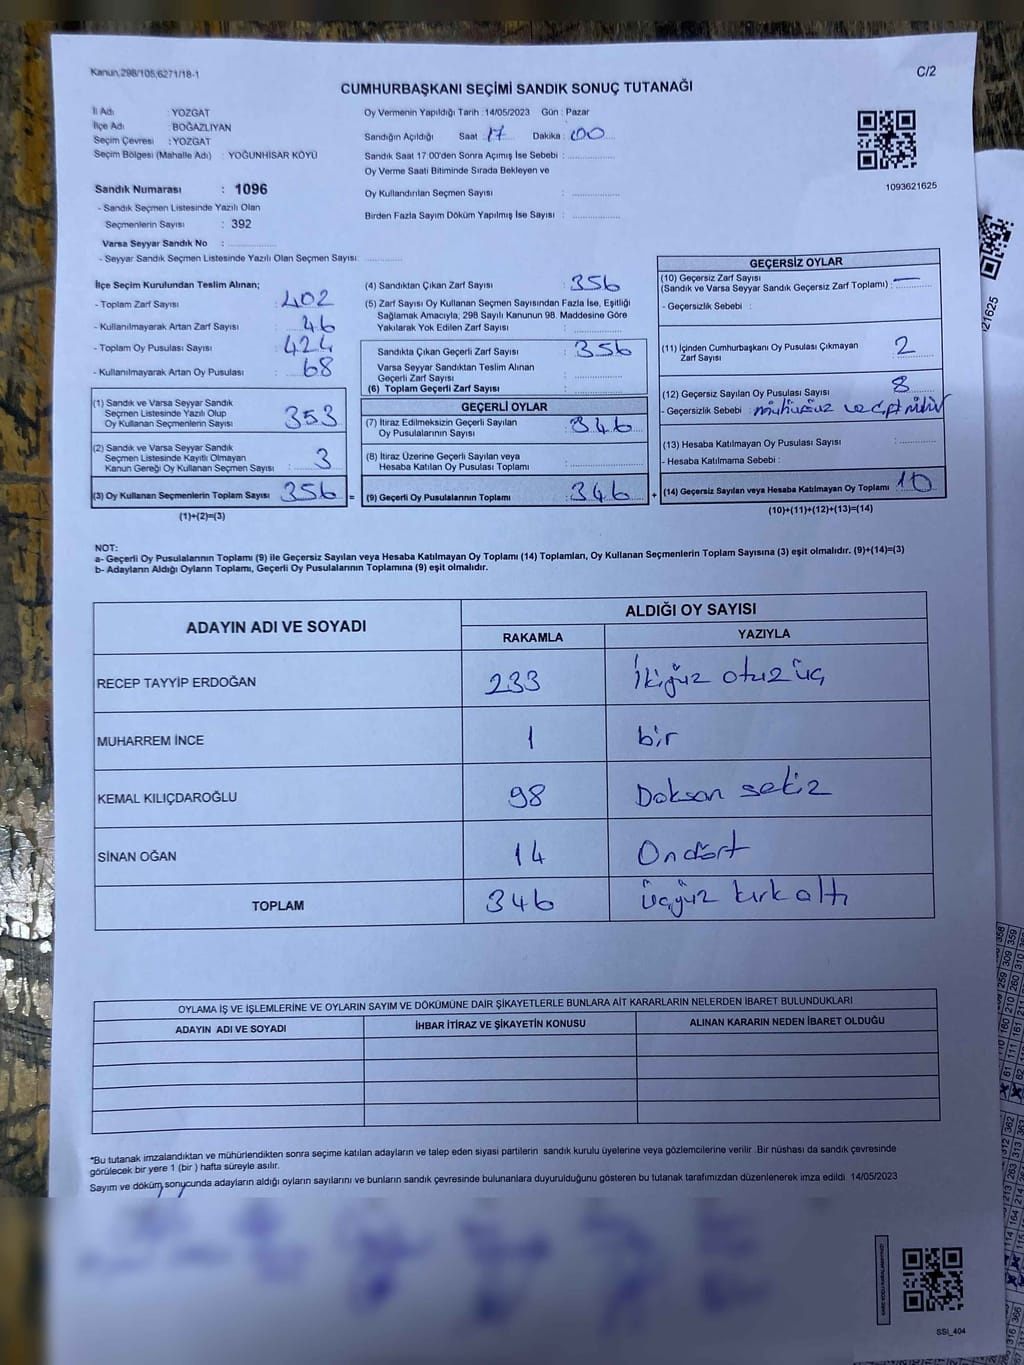 Kanun,298/105,6271/18-1
C/2
CUMHURBAŞKANI SEÇİMİ SANDIK SONUÇ TUTANAĞI
İl Adı : YOZGAT
İlçe Adı : BOĞAZLIYAN
Seçim Çevresi : YOZGAT
Seçim Bölgesi (Mahalle Adı) : YOĞUNHİSAR KÖYÜ
Sandık Numarası : 1096
- Sandık Seçmen Listesinde Yazılı Olan
Seçmenlerin Sayısı : 392
Varsa Seyyar Sandık No :
- Seyyar Sandık Seçmen Listesinde Yazılı Olan Seçmen Sayısı:
Oy Vermenin Yapıldığı Tarih :14/05/2023 Gün : Pazar
Sandığın Açıldığı Saat : 17 Dakika : 00
Sandık Saat 17:00'den Sonra Açımış İse Sebebi :
Oy Verme Saati Bitiminde Sırada Bekleyen ve
Oy Kullandırılan Seçmen Sayısı :
Birden Fazla Sayım Döküm Yapılmış İse Sayısı :
1093621625
İlçe Seçim Kurulundan Teslim Alınan;
- Toplam Zarf Sayısı : 402
- Kullanılmayarak Artan Zarf Sayısı : 46
- Toplam Oy Pusulası Sayısı : 424
- Kullanılmayarak Artan Oy Pusulası : 68
(1) Sandık ve Varsa Seyyar Sandık
Seçmen Listesinde Yazılı Olup
Oy Kullanan Seçmenlerin Sayısı : 353
(2) Sandık ve Varsa Seyyar Sandık
Seçmen Listesinde Kayıtlı Olmayan
Kanun Gereği Oy Kullanan Seçmen Sayısı : 3
(3) Oy Kullanan Seçmenlerin Toplam Sayısı : 356 =
(1)+(2)=(3)
(4) Sandıktan Çıkan Zarf Sayısı : 356
(5) Zarf Sayısı Oy Kullanan Seçmen Sayısından Fazla İse, Eşitliği
Sağlamak Amacıyla, 298 Sayılı Kanunun 98. Maddesine Göre
Yakılarak Yok Edilen Zarf Sayısı :
Sandıkta Çıkan Geçerli Zarf Sayısı : 356
Varsa Seyyar Sandıktan Teslim Alınan
Geçerli Zarf Sayısı :
(6) Toplam Geçerli Zarf Sayısı :
GEÇERLİ OYLAR
(7) İtiraz Edilmeksizin Geçerli Sayılan
Oy Pusulalarının Sayısı : 346
(8) İtiraz Üzerine Geçerli Sayılan veya
Hesaba Katılan Oy Pusulası Toplamı :
(9) Geçerli Oy Pusulalarının Toplamı : 346 +
GEÇERSİZ OYLAR
(10) Geçersiz Zarf Sayısı
(Sandık ve Varsa Seyyar Sandık Geçersiz Zarf Toplamı) : —
- Geçersizlik Sebebi :
(11) İçinden Cumhurbaşkanı Oy Pusulası Çıkmayan
Zarf Sayısı : 2
(12) Geçersiz Sayılan Oy Pusulası Sayısı : 8
- Geçersizlik Sebebi : mühürsüz ve çift mühür
(13) Hesaba Katılmayan Oy Pusulası Sayısı :
- Hesaba Katılmama Sebebi :
(14) Geçersiz Sayılan veya Hesaba Katılmayan Oy Toplamı : 10
(10)+(11)+(12)+(13)=(14)
NOT:
a- Geçerli Oy Pusulalarının Toplamı (9) ile Geçersiz Sayılan veya Hesaba Katılmayan Oy Toplamı (14) Toplamları, Oy Kullanan Seçmenlerin Toplam Sayısına (3) eşit olmalıdır. (9)+(14)=(3)
b- Adayların Aldığı Oyların Toplamı, Geçerli Oy Pusulalarının Toplamına (9) eşit olmalıdır.
ADAYIN ADI VE SOYADI ALDIĞI OY SAYISI
RAKAMLA YAZIYLA
RECEP TAYYİP ERDOĞAN 233 İkiyüz otuz üç
MUHARREM İNCE 1 bir
KEMAL KILIÇDAROĞLU 98 Doksan sekiz
SİNAN OĞAN 14 Ondört
TOPLAM 346 üçyüz kırk altı
OYLAMA İŞ VE İŞLEMLERİNE VE OYLARIN SAYIM VE DÖKÜMÜNE DAİR ŞİKAYETLERLE BUNLARA AİT KARARLARIN NELERDEN İBARET BULUNDUKLARI
ADAYIN ADI VE SOYADI İHBAR İTİRAZ VE ŞİKAYETİN KONUSU ALINAN KARARIN NEDEN İBARET OLDUĞU
*Bu tutanak imzalandıktan ve mühürlendikten sonra seçime katılan adayların ve talep eden siyasi partilerin sandık kurulu üyelerine veya gözlemcilerine verilir .Bir nüshası da sandık çevresinde
görülecek bir yere 1 (bir ) hafta süreyle asılır.
Sayım ve döküm sonucunda adayların aldığı oyların sayılarını ve bunların sandık çevresinde bulunanlara duyurulduğunu gösteren bu tutanak tarafımızdan düzenlenerek imza edildi. 14/05/2023
SSİ_404
21625